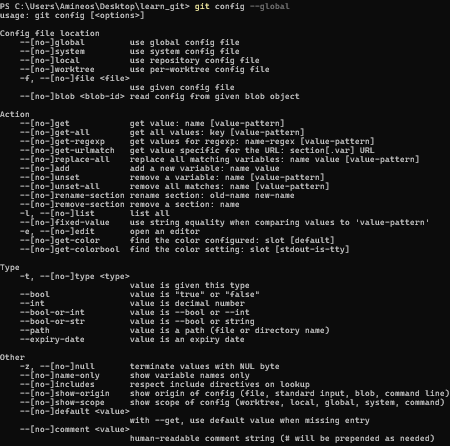 PS C:\Users\Amineos\Desktop\learn_git> git config --global
usage: git config [<options>]

Config file location
    --[no-]global         use global config file
    --[no-]system         use system config file
    --[no-]local          use repository config file
    --[no-]worktree       use per-worktree config file
    -f, --[no-]file <file>
                          use given config file
    --[no-]blob <blob-id> read config from given blob object

Action
    --[no-]get            get value: name [value-pattern]
    --[no-]get-all        get all values: key [value-pattern]
    --[no-]get-regexp     get values for regexp: name-regex [value-pattern]
    --[no-]get-urlmatch   get value specific for the URL: section[.var] URL
    --[no-]replace-all    replace all matching variables: name value [value-pattern]
    --[no-]add            add a new variable: name value
    --[no-]unset          remove a variable: name [value-pattern]
    --[no-]unset-all      remove all matches: name [value-pattern]
    --[no-]rename-section rename section: old-name new-name
    --[no-]remove-section remove a section: name
    -l, --[no-]list       list all
    --[no-]fixed-value    use string equality when comparing values to 'value-pattern'
    -e, --[no-]edit       open an editor
    --[no-]get-color      find the color configured: slot [default]
    --[no-]get-colorbool  find the color setting: slot [stdout-is-tty]

Type
    -t, --[no-]type <type>
                          value is given this type
    --bool                value is "true" or "false"
    --int                 value is decimal number
    --bool-or-int         value is --bool or --int
    --bool-or-str         value is --bool or string
    --path                value is a path (file or directory name)
    --expiry-date         value is an expiry date

Other
    -z, --[no-]null       terminate values with NUL byte
    --[no-]name-only      show variable names only
    --[no-]includes       respect include directives on lookup
    --[no-]show-origin    show origin of config (file, standard input, blob, command line)
    --[no-]show-scope     show scope of config (worktree, local, global, system, command)
    --[no-]default <value>
                          with --get, use default value when missing entry
    --[no-]comment <value>
                          human-readable comment string (# will be prepended as needed)